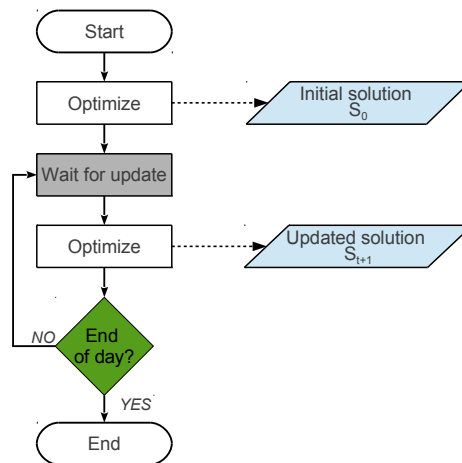 Start
Optimize
Initial solution
S0
Wait for update
Optimize
Updated solution
St+1
NO
End
of day?
YES
End